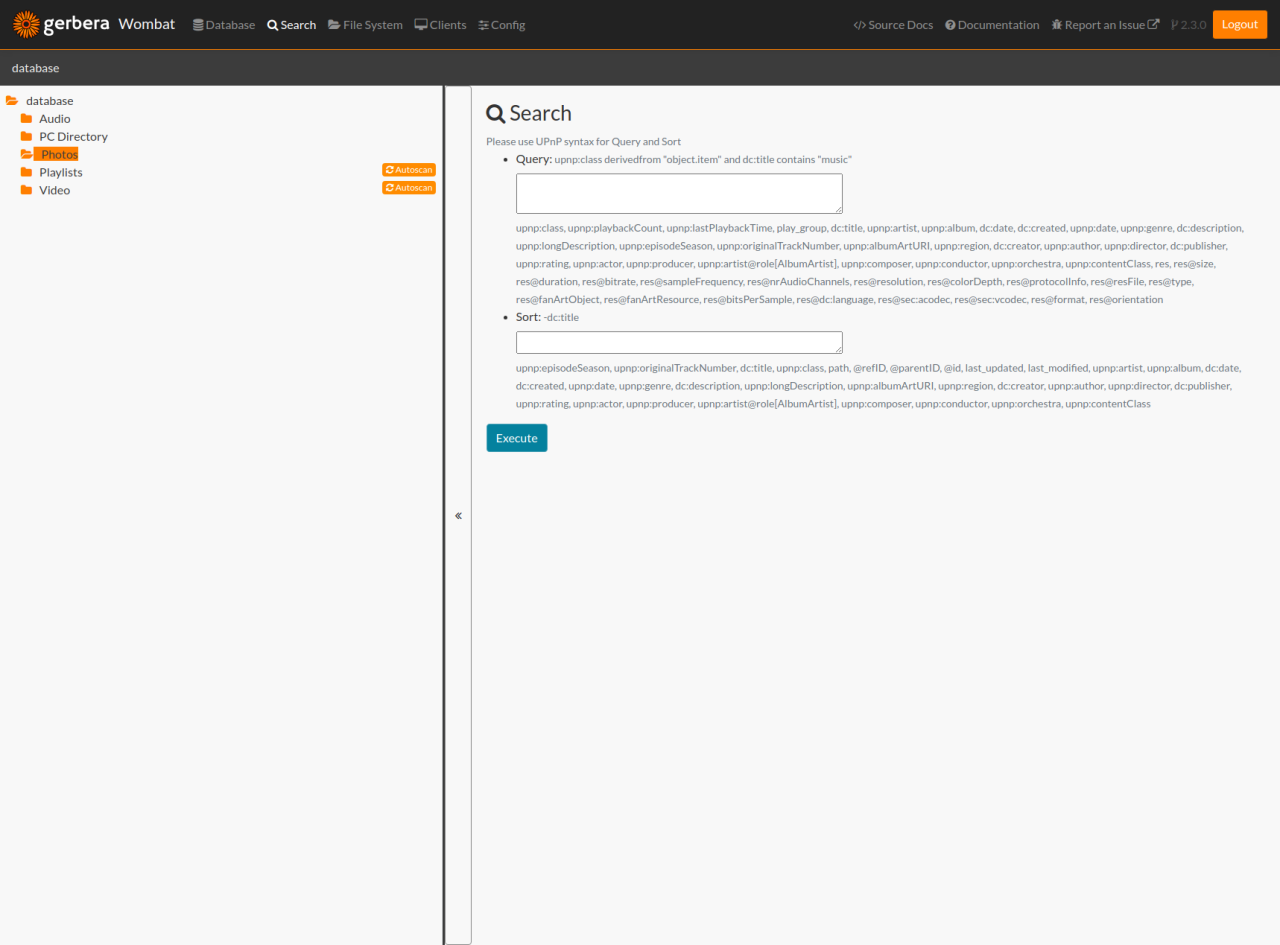 gerbera Wombat Database Search File System Clients Config Source Docs Documentation Report an Issue 2.3.0 Logout
database
database
Audio
PC Directory
Photos
Playlists Autoscan
Video Autoscan
«
Search
Please use UPnP syntax for Query and Sort
• Query: upnp:class derivedfrom "object.item" and dc:title contains "music"
upnp:class, upnp:playbackCount, upnp:lastPlaybackTime, play_group, dc:title, upnp:artist, upnp:album, dc:date, dc:created, upnp:date, upnp:genre, dc:description,
upnp:longDescription, upnp:episodeSeason, upnp:originalTrackNumber, upnp:albumArtURI, upnp:region, dc:creator, upnp:author, upnp:director, dc:publisher,
upnp:rating, upnp:actor, upnp:producer, upnp:artist@role[AlbumArtist], upnp:composer, upnp:conductor, upnp:orchestra, upnp:contentClass, res, res@size,
res@duration, res@bitrate, res@sampleFrequency, res@nrAudioChannels, res@resolution, res@colorDepth, res@protocolInfo, res@resFile, res@type,
res@fanArtObject, res@fanArtResource, res@bitsPerSample, res@dc:language, res@sec:acodec, res@sec:vcodec, res@format, res@orientation
• Sort: -dc:title
upnp:episodeSeason, upnp:originalTrackNumber, dc:title, upnp:class, path, @refID, @parentID, @id, last_updated, last_modified, upnp:artist, upnp:album, dc:date,
dc:created, upnp:date, upnp:genre, dc:description, upnp:longDescription, upnp:albumArtURI, upnp:region, dc:creator, upnp:author, upnp:director, dc:publisher,
upnp:rating, upnp:actor, upnp:producer, upnp:artist@role[AlbumArtist], upnp:composer, upnp:conductor, upnp:orchestra, upnp:contentClass
Execute